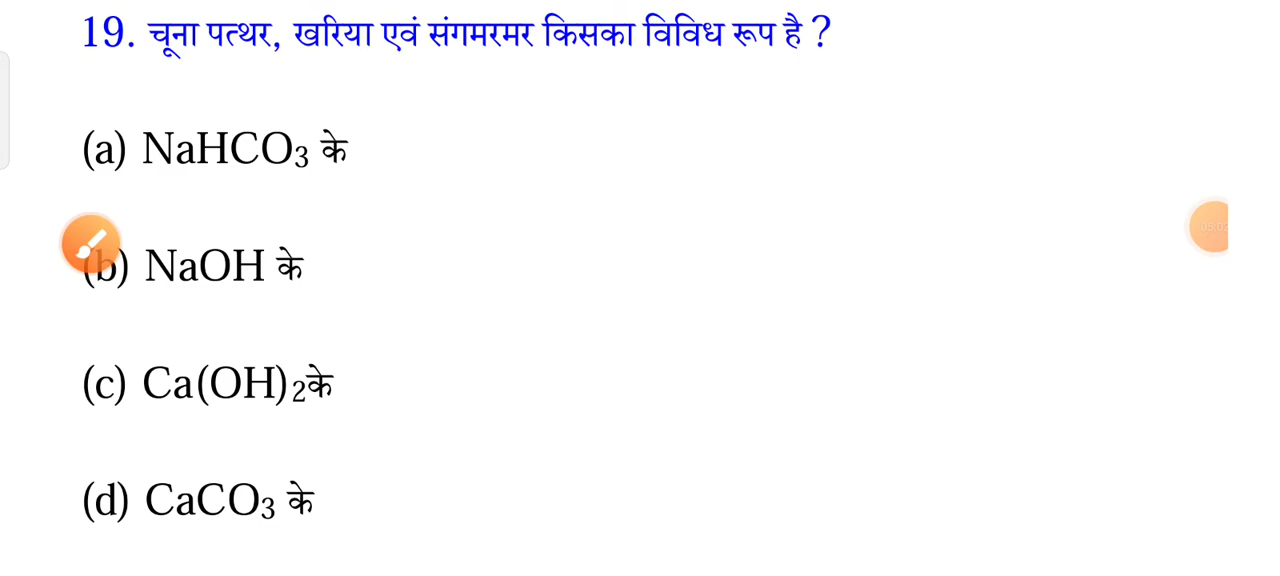 19. चूना पत्थर, खरिया एवं संगमरमर किसका विविध रूप है ?
(a) NaHCO3 के
(b) NaOH के
(c) Ca(OH)2के
(d) CaCO3 के